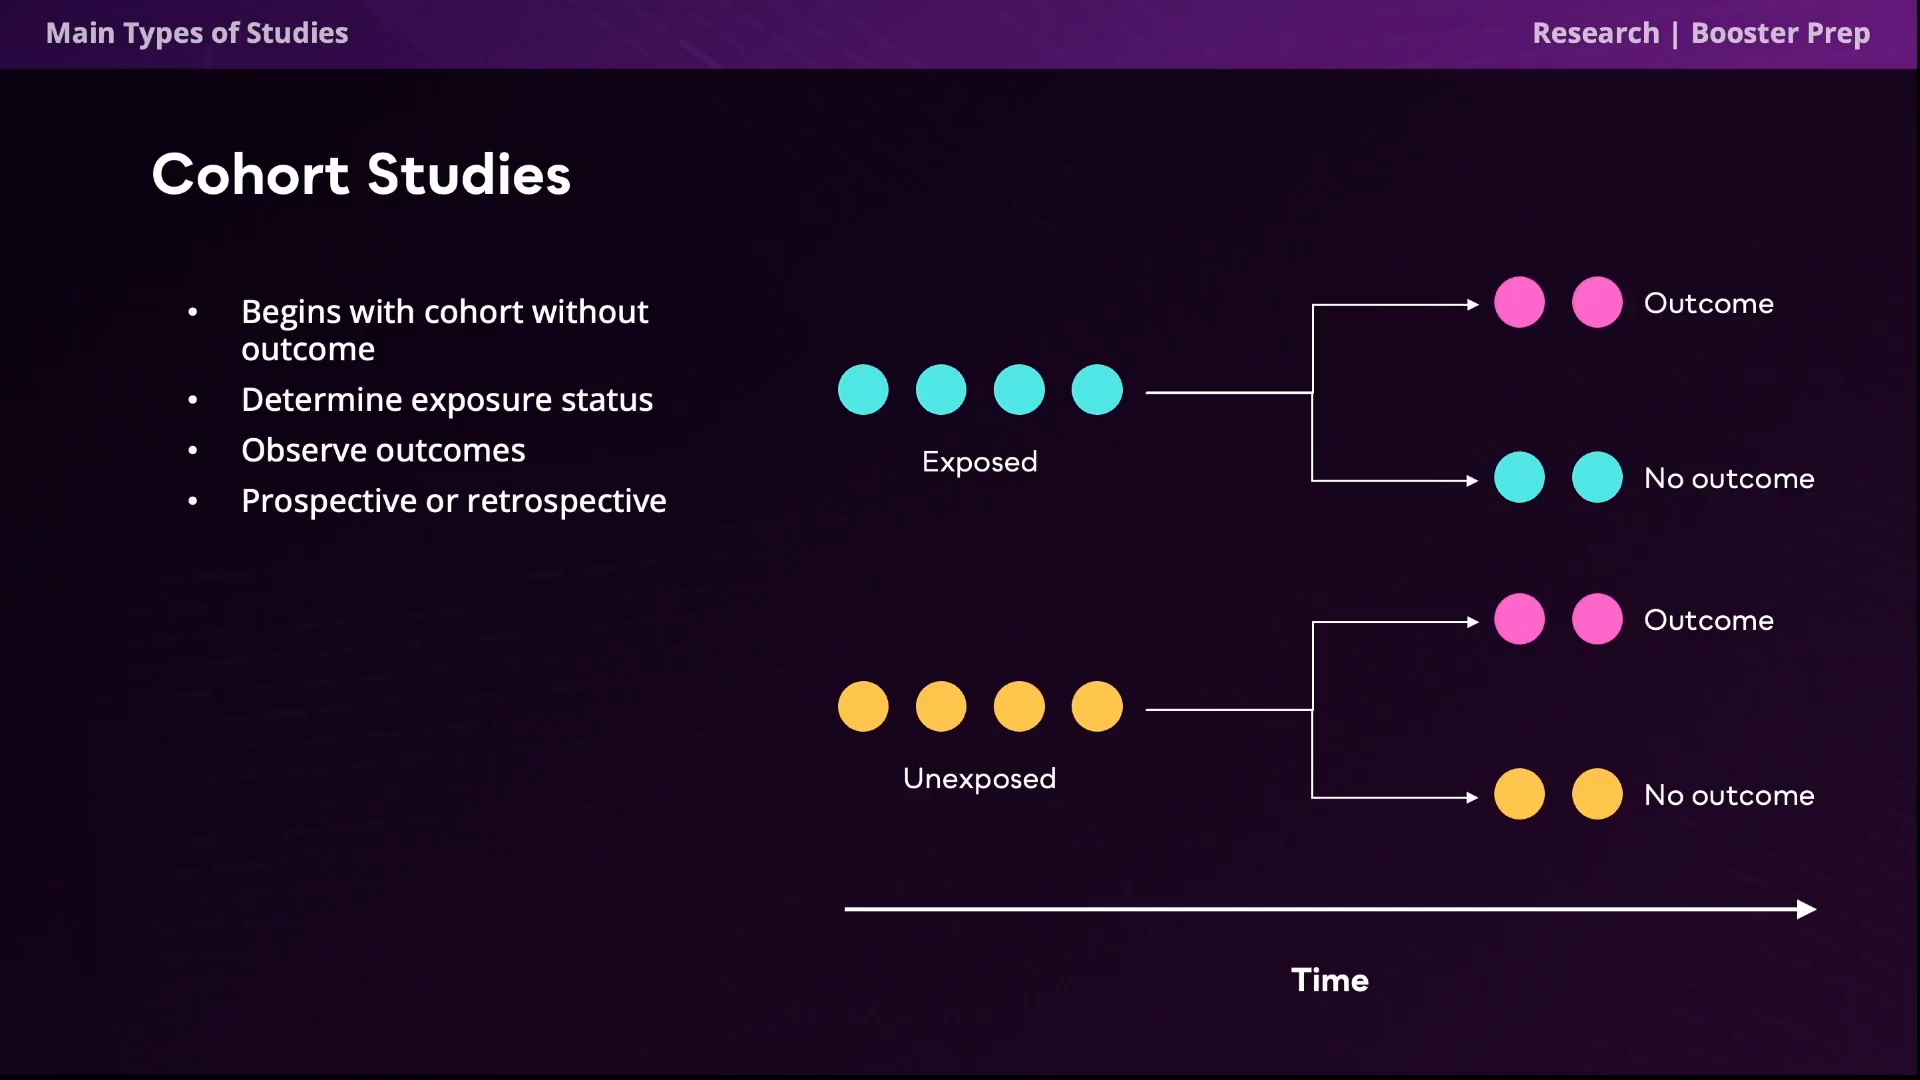 Main Types of Studies
Research | Booster Prep
Cohort Studies
• Begins with cohort without
outcome
• Determine exposure status
• Observe outcomes
• Prospective or retrospective
Outcome
Exposed
No outcome
Outcome
Unexposed
No outcome
Time